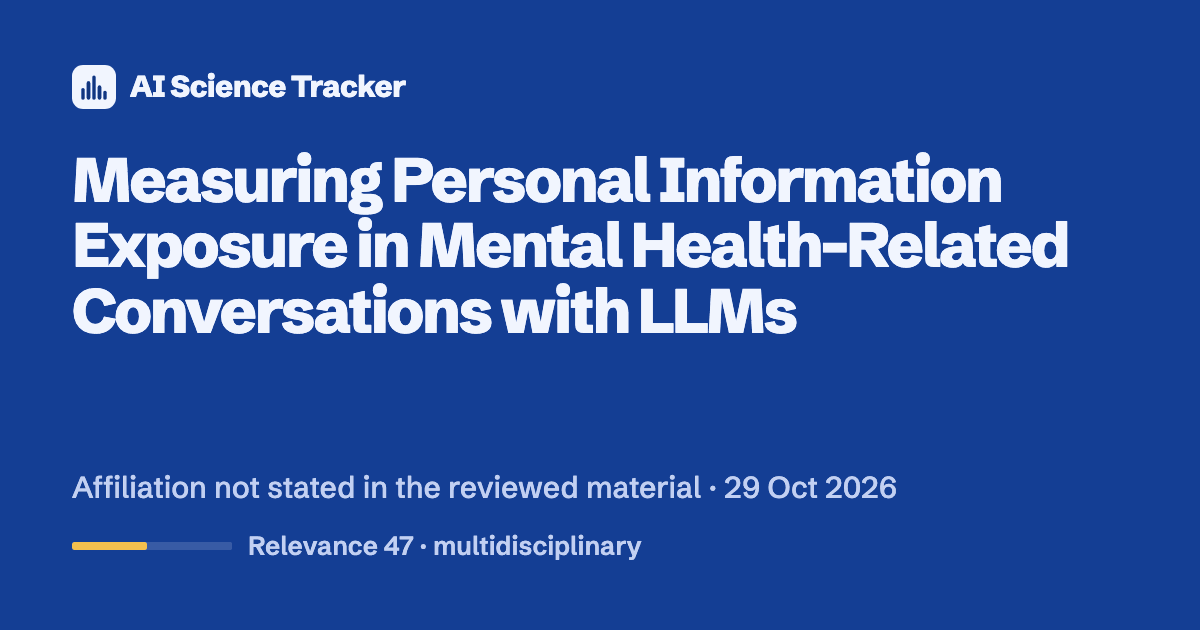 AI Science Tracker
Measuring Personal Information
Exposure in Mental Health-Related
Conversations with LLMs
Affiliation not stated in the reviewed material · 29 Oct 2026
Relevance 47 · multidisciplinary